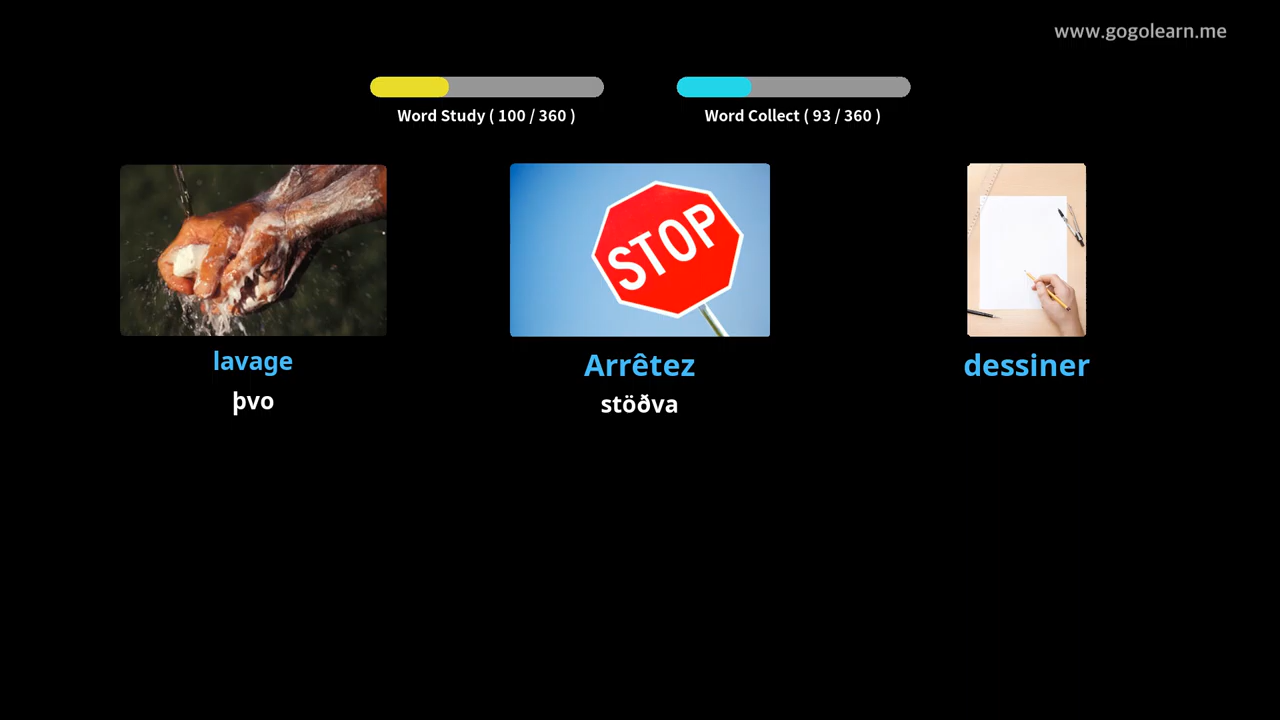 www.gogolearn.me
Word Study ( 100 / 360 )
Word Collect ( 93 / 360 )
STOP
lavage
Arrêtez
dessiner
þvo
stöðva